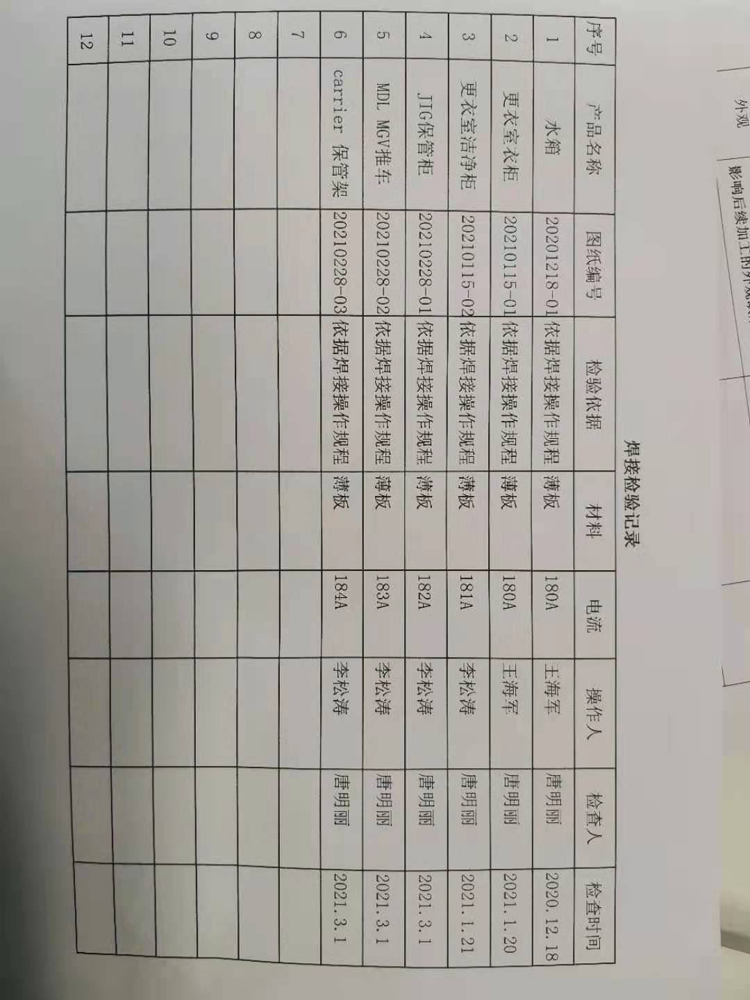 焊接检验记录
序号 产品名称 图纸编号 检验依据 材料 电流 操作人 检查人 检查时间
1 水箱 20201218-01 依据焊接操作规程 薄板 180A 王海军 唐明丽 2020.12.18
2 更衣室衣柜 20210115-01 依据焊接操作规程 薄板 180A 王海军 唐明丽 2021.1.20
3 更衣室洁净柜 20210115-02 依据焊接操作规程 薄板 181A 李松涛 唐明丽 2021.1.21
4 JIG保管柜 20210228-01 依据焊接操作规程 薄板 182A 李松涛 唐明丽 2021.3.1
5 MDL MGV推车 20210228-02 依据焊接操作规程 薄板 183A 李松涛 唐明丽 2021.3.1
6 carrier 保管架 20210228-03 依据焊接操作规程 薄板 184A 李松涛 唐明丽 2021.3.1
7
8
9
10
11
12
外观
影响后续加工的外观